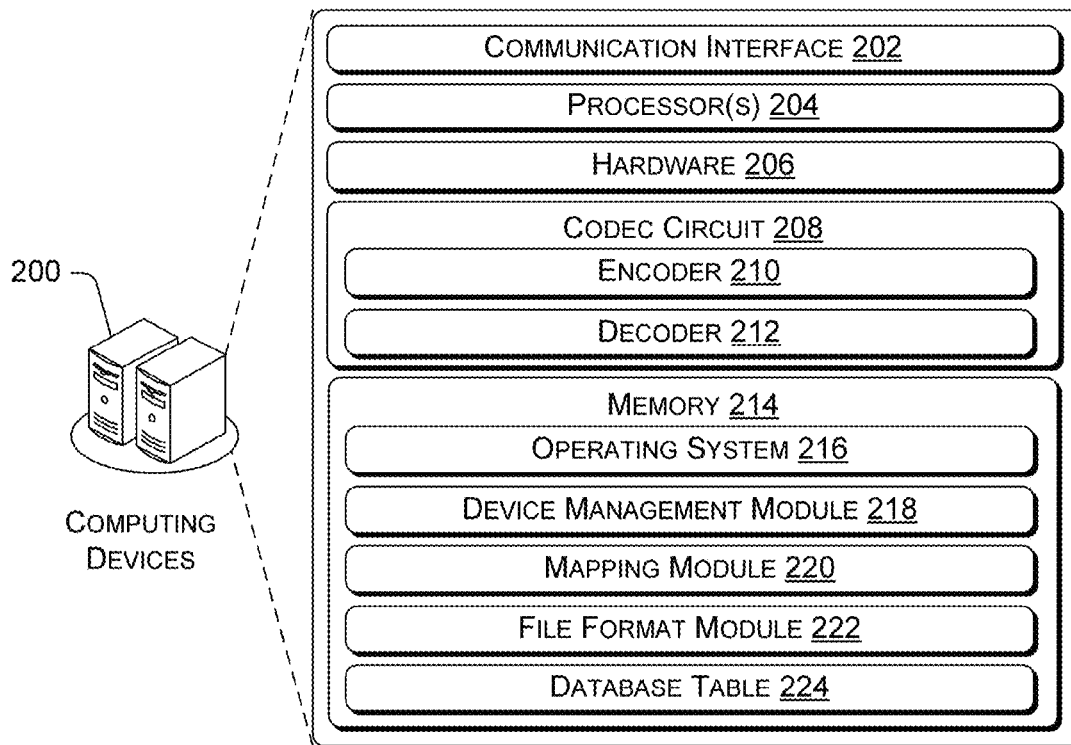 COMMUNICATION INTERFACE 202
PROCESSOR(S) 204
HARDWARE 206
CODEC CIRCUIT 208
ENCODER 210
DECODER 212
MEMORY 214
OPERATING SYSTEM 216
DEVICE MANAGEMENT MODULE 218
MAPPING MODULE 220
FILE FORMAT MODULE 222
DATABASE TABLE 224
200
COMPUTING
DEVICES